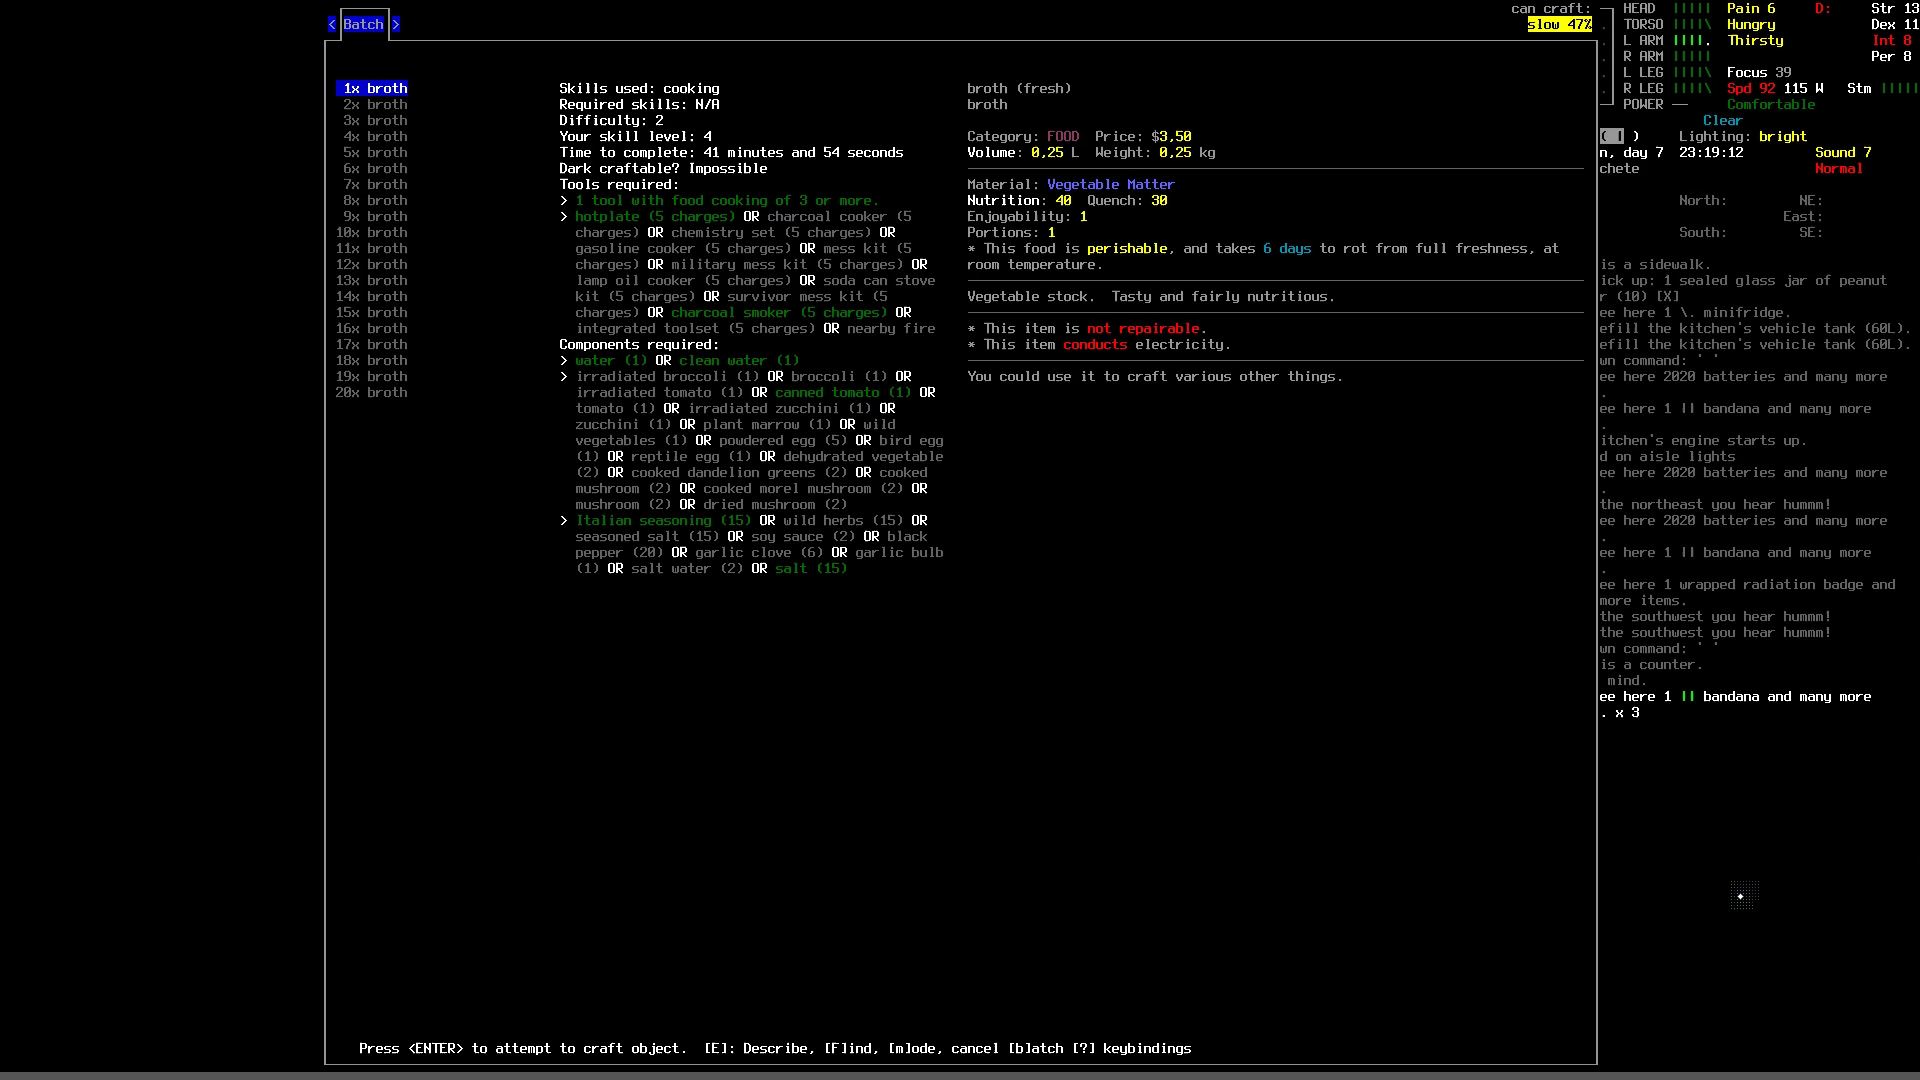 < Batch >
can craft:
slow 47%
1x broth
2x broth
3x broth
4x broth
5x broth
6x broth
7x broth
8x broth
9x broth
10x broth
11x broth
12x broth
13x broth
14x broth
15x broth
16x broth
17x broth
18x broth
19x broth
20x broth
Skills used: cooking
Required skills: N/A
Difficulty: 2
Your skill level: 4
Time to complete: 41 minutes and 54 seconds
Dark craftable? Impossible
Tools required:
> 1 tool with food cooking of 3 or more.
> hotplate (5 charges) OR charcoal cooker (5
charges) OR chemistry set (5 charges) OR
gasoline cooker (5 charges) OR mess kit (5
charges) OR military mess kit (5 charges) OR
lamp oil cooker (5 charges) OR soda can stove
kit (5 charges) OR survivor mess kit (5
charges) OR charcoal smoker (5 charges) OR
integrated toolset (5 charges) OR nearby fire
Components required:
> water (1) OR clean water (1)
> irradiated broccoli (1) OR broccoli (1) OR
irradiated tomato (1) OR canned tomato (1) OR
tomato (1) OR irradiated zucchini (1) OR
zucchini (1) OR plant marrow (1) OR wild
vegetables (1) OR powdered egg (5) OR bird egg
(1) OR reptile egg (1) OR dehydrated vegetable
(2) OR cooked dandelion greens (2) OR cooked
mushroom (2) OR cooked morel mushroom (2) OR
mushroom (2) OR dried mushroom (2)
> Italian seasoning (15) OR wild herbs (15) OR
seasoned salt (15) OR soy sauce (2) OR black
pepper (20) OR garlic clove (6) OR garlic bulb
(1) OR salt water (2) OR salt (15)
broth (fresh)
broth
Category: FOOD Price: $3,50
Volume: 0,25 L Weight: 0,25 kg
Material: Vegetable Matter
Nutrition: 40 Quench: 30
Enjoyability: 1
Portions: 1
* This food is perishable, and takes 6 days to rot from full freshness, at
room temperature.
Vegetable stock. Tasty and fairly nutritious.
* This item is not repairable.
* This item conducts electricity.
You could use it to craft various other things.
Press <ENTER> to attempt to craft object. [E]: Describe, [F]ind, [m]ode, cancel [b]atch [?] keybindings
HEAD ||||| Pain 6 D: Str 13
TORSO ||||\ Hungry Dex 11
L ARM ||||. Thirsty Int 8
R ARM ||||| Per 8
L LEG ||||\ Focus 39
R LEG ||||\ Spd 92 115 W Stm |||||
POWER — Comfortable
Clear
( | ) Lighting: bright
n, day 7 23:19:12 Sound 7
chete Normal
North: NE:
East:
South: SE:
is a sidewalk.
ick up: 1 sealed glass jar of peanut
r (10) [X]
ee here 1 \. minifridge.
efill the kitchen's vehicle tank (60L).
efill the kitchen's vehicle tank (60L).
wn command: ' '
ee here 2020 batteries and many more
.
ee here 1 || bandana and many more
.
itchen's engine starts up.
d on aisle lights
ee here 2020 batteries and many more
.
the northeast you hear hummm!
ee here 2020 batteries and many more
.
ee here 1 || bandana and many more
.
ee here 1 wrapped radiation badge and
more items.
the southwest you hear hummm!
the southwest you hear hummm!
wn command: ' '
is a counter.
mind.
ee here 1 || bandana and many more
. x 3